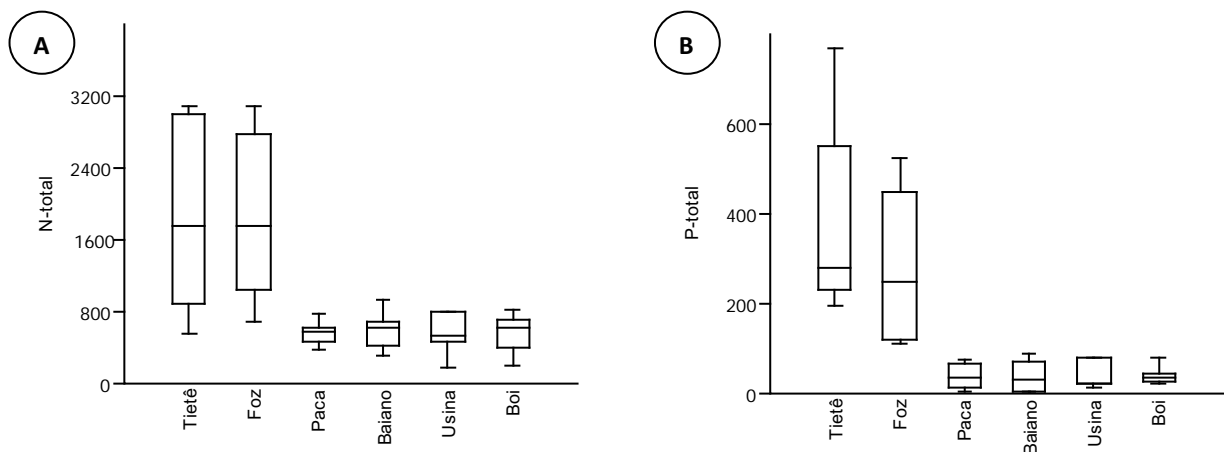 A
N-total
3200
2400
1600
800
0
Tietê
Foz
Paca
Baiano
Usina
Boi
B
P-total
600
400
200
0
Tietê
Foz
Paca
Baiano
Usina
Boi